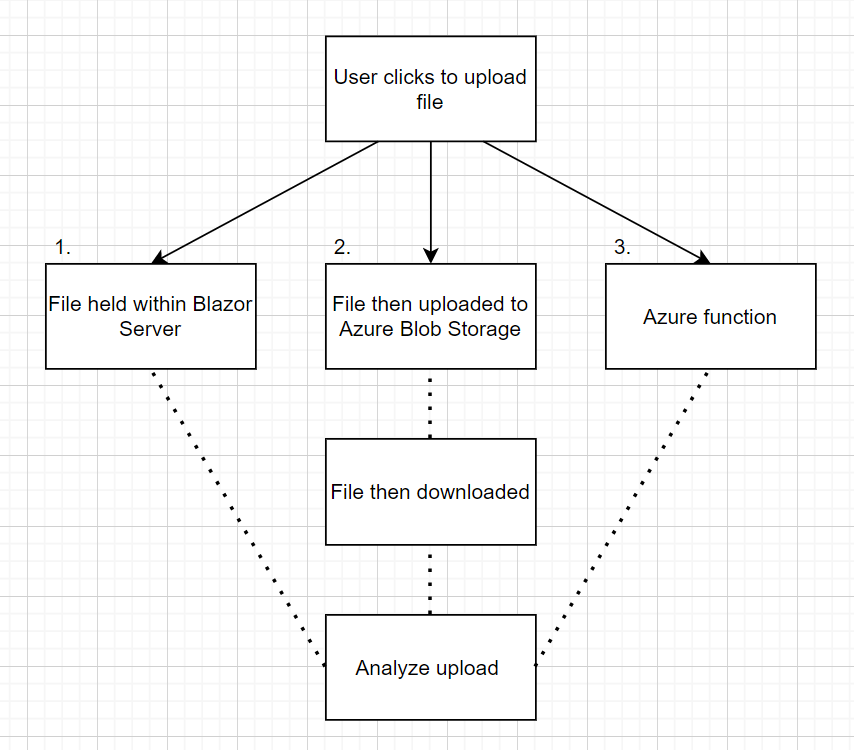 User clicks to upload
file
1.
2.
3.
File held within Blazor
Server
File then uploaded to
Azure Blob Storage
Azure function
File then downloaded
Analyze upload